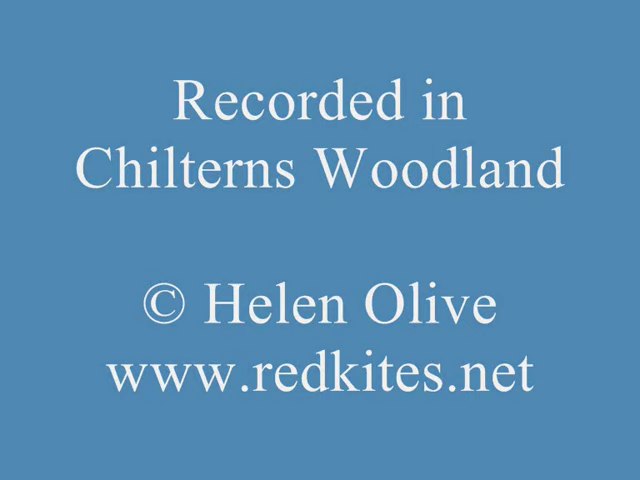 Recorded in
Chilterns Woodland
© Helen Olive
www.redkites.net